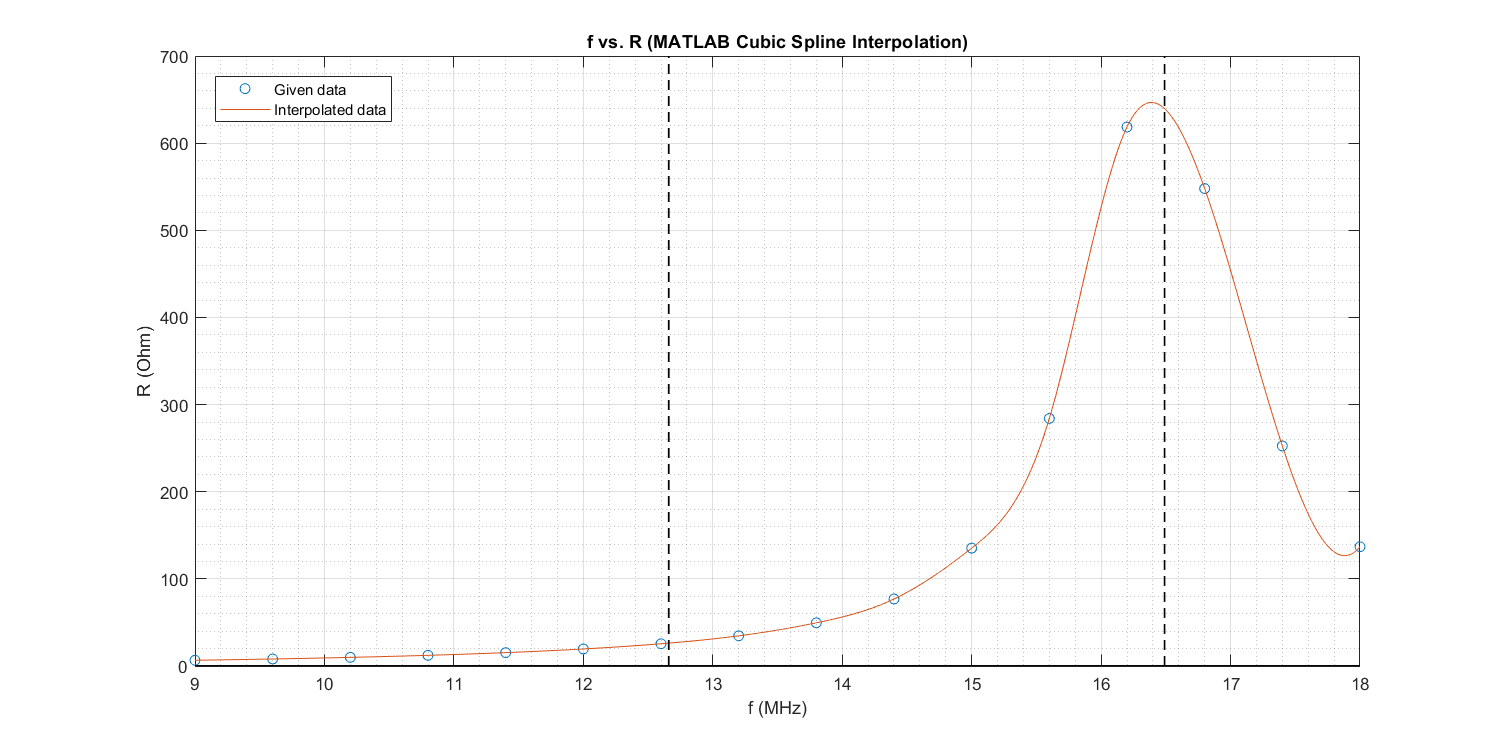 f vs. R (MATLAB Cubic Spline Interpolation)
700
600
500
400
300
200
100
0
R (Ohm)
Given data
Interpolated data
9 10 11 12 13 14 15 16 17 18
f (MHz)